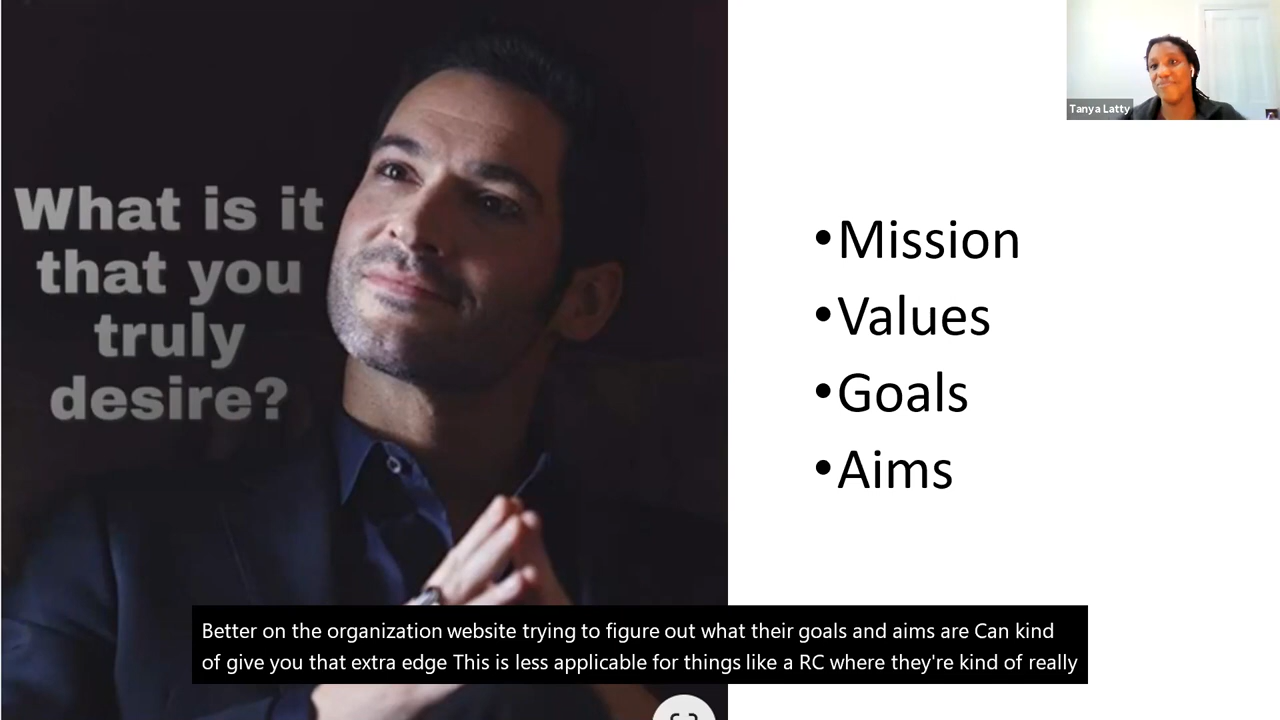 What is it
that you
truly
desire?
Tanya Latty
•Mission
•Values
•Goals
•Aims
Better on the organization website trying to figure out what their goals and aims are Can kind
of give you that extra edge This is less applicable for things like a RC where they're kind of really